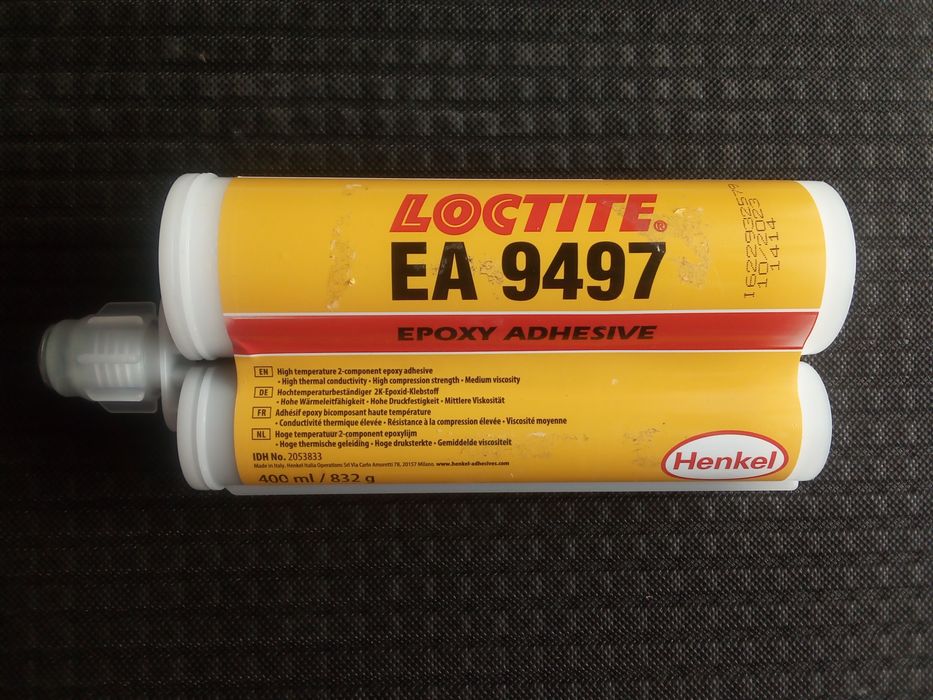 LOCTITE®
EA 9497
EPOXY ADHESIVE
EN High temperature 2-component epoxy adhesive
• High thermal conductivity • High compression strength • Medium viscosity
DE Hochtemperaturbeständiger 2K-Epoxid-Klebstoff
• Hohe Wärmeleitfähigkeit • Hohe Druckfestigkeit • Mittlere Viskosität
FR Adhésif epoxy bicomposant haute température
• Conductivité thermique élevée • Résistance à la compression élevée • Viscosité moyenne
NL Hoge temperatuur 2-component epoxylijm
• Hoge thermische geleiding • Hoge druksterkte • Gemiddelde viscositeit
IDH No. 2053833
Made in Italy. Henkel Italia Operations Srl Via Carlo Amoretti 78, 20157 Milano. www.henkel-adhesives.com
400 ml / 832 g
Henkel
1622932579
10/2023
1414